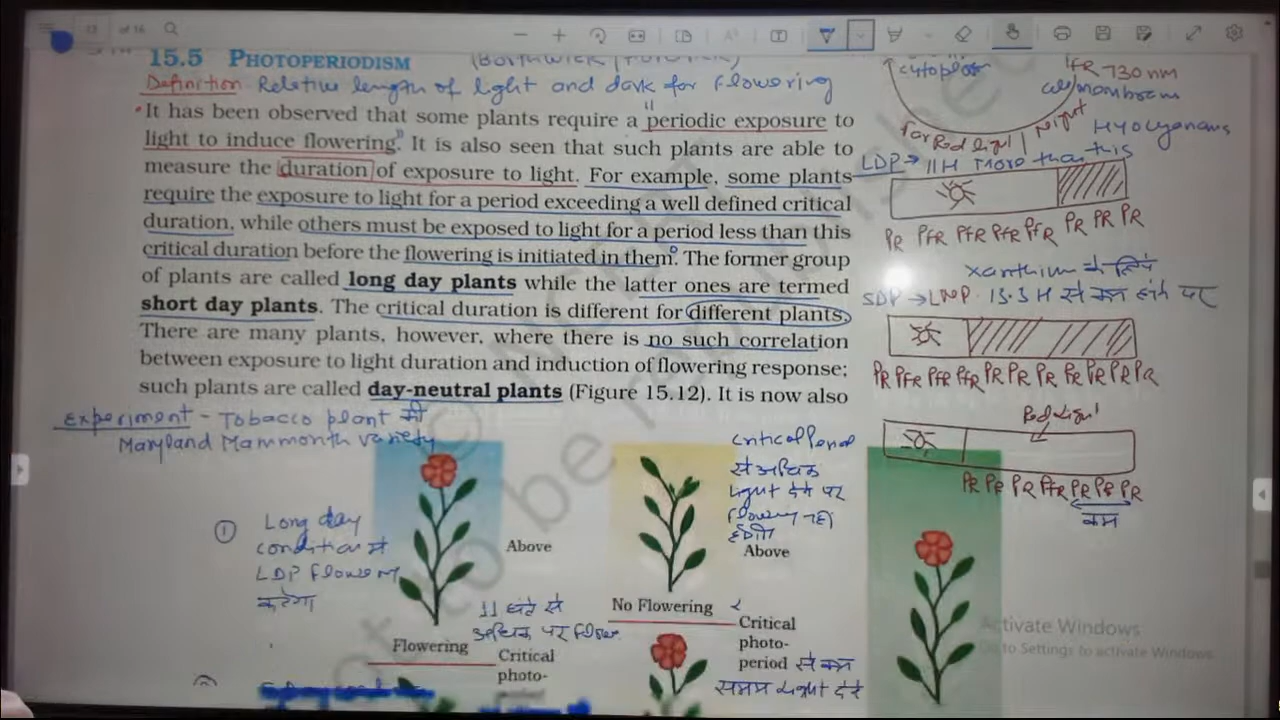 15.5 PHOTOPERIODISM
Definition Relative length of light and dark for Flowering
It has been observed that some plants require a periodic exposure to
light to induce flowering. It is also seen that such plants are able to
measure the duration of exposure to light. For example, some plants
require the exposure to light for a period exceeding a well defined critical
duration, while others must be exposed to light for a period less than this
critical duration before the flowering is initiated in them. The former group
of plants are called long day plants while the latter ones are termed
short day plants. The critical duration is different for different plants.
There are many plants, however, where there is no such correlation
between exposure to light duration and induction of flowering response;
such plants are called day-neutral plants (Figure 15.12). It is now also
730 nm
Far Red light Night
LDP → 11H more than this
PR PFR PFR PFR PFR PR PR PR
Xanthium के लिये
SDP →
PR PFR PFR PFR PR PR PR PR PR PR PR
Red light
PR PR PR PFR PR PR PR
कम
Experiment - Tobacco plant की
Maryland Mammonth variety
① Long day
condition में
LDP Flower
करेगा
Above
Flowering
11 घंटे से
अधिक पर
Critical
photo-
Critical Period
से अधिक
light देने पर
Flowering नहीं
होगी
Above
No Flowering
Critical
photo-
period से कम
समय light देने
Activate Windows
Go to Settings to activate Windows